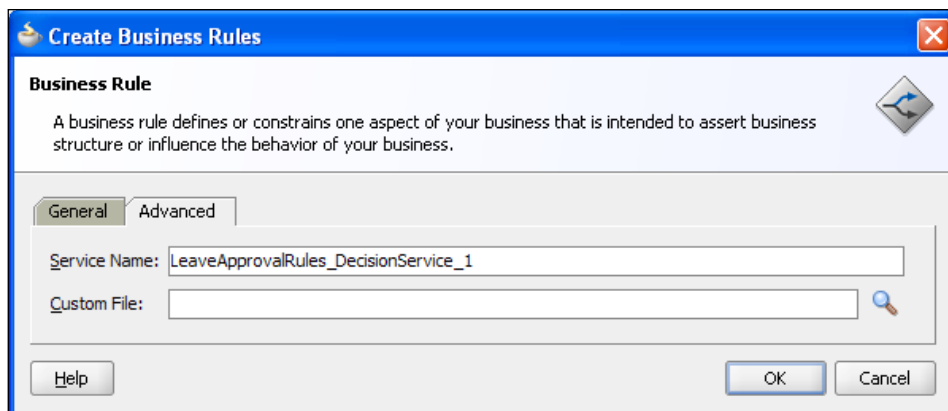 Create Business Rules
Business Rule
A business rule defines or constrains one aspect of your business that is intended to assert business
structure or influence the behavior of your business.
General Advanced
Service Name: LeaveApprovalRules_DecisionService_1
Custom File:
Help OK Cancel